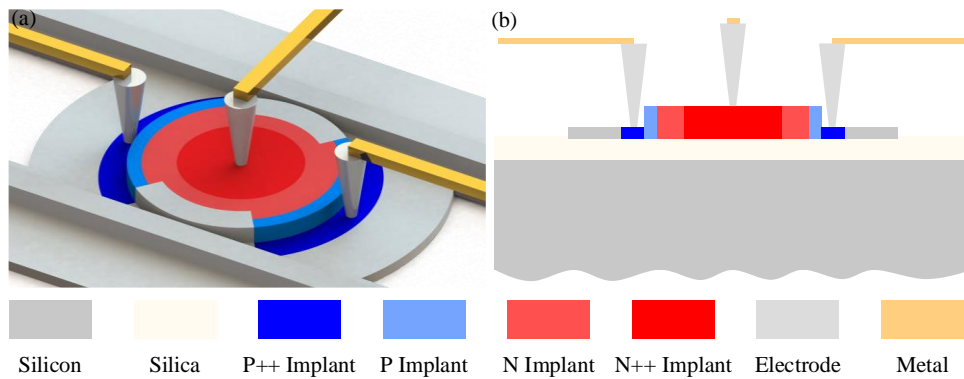 (a)
(b)
Silicon Silica P++ Implant P Implant N Implant N++ Implant Electrode Metal